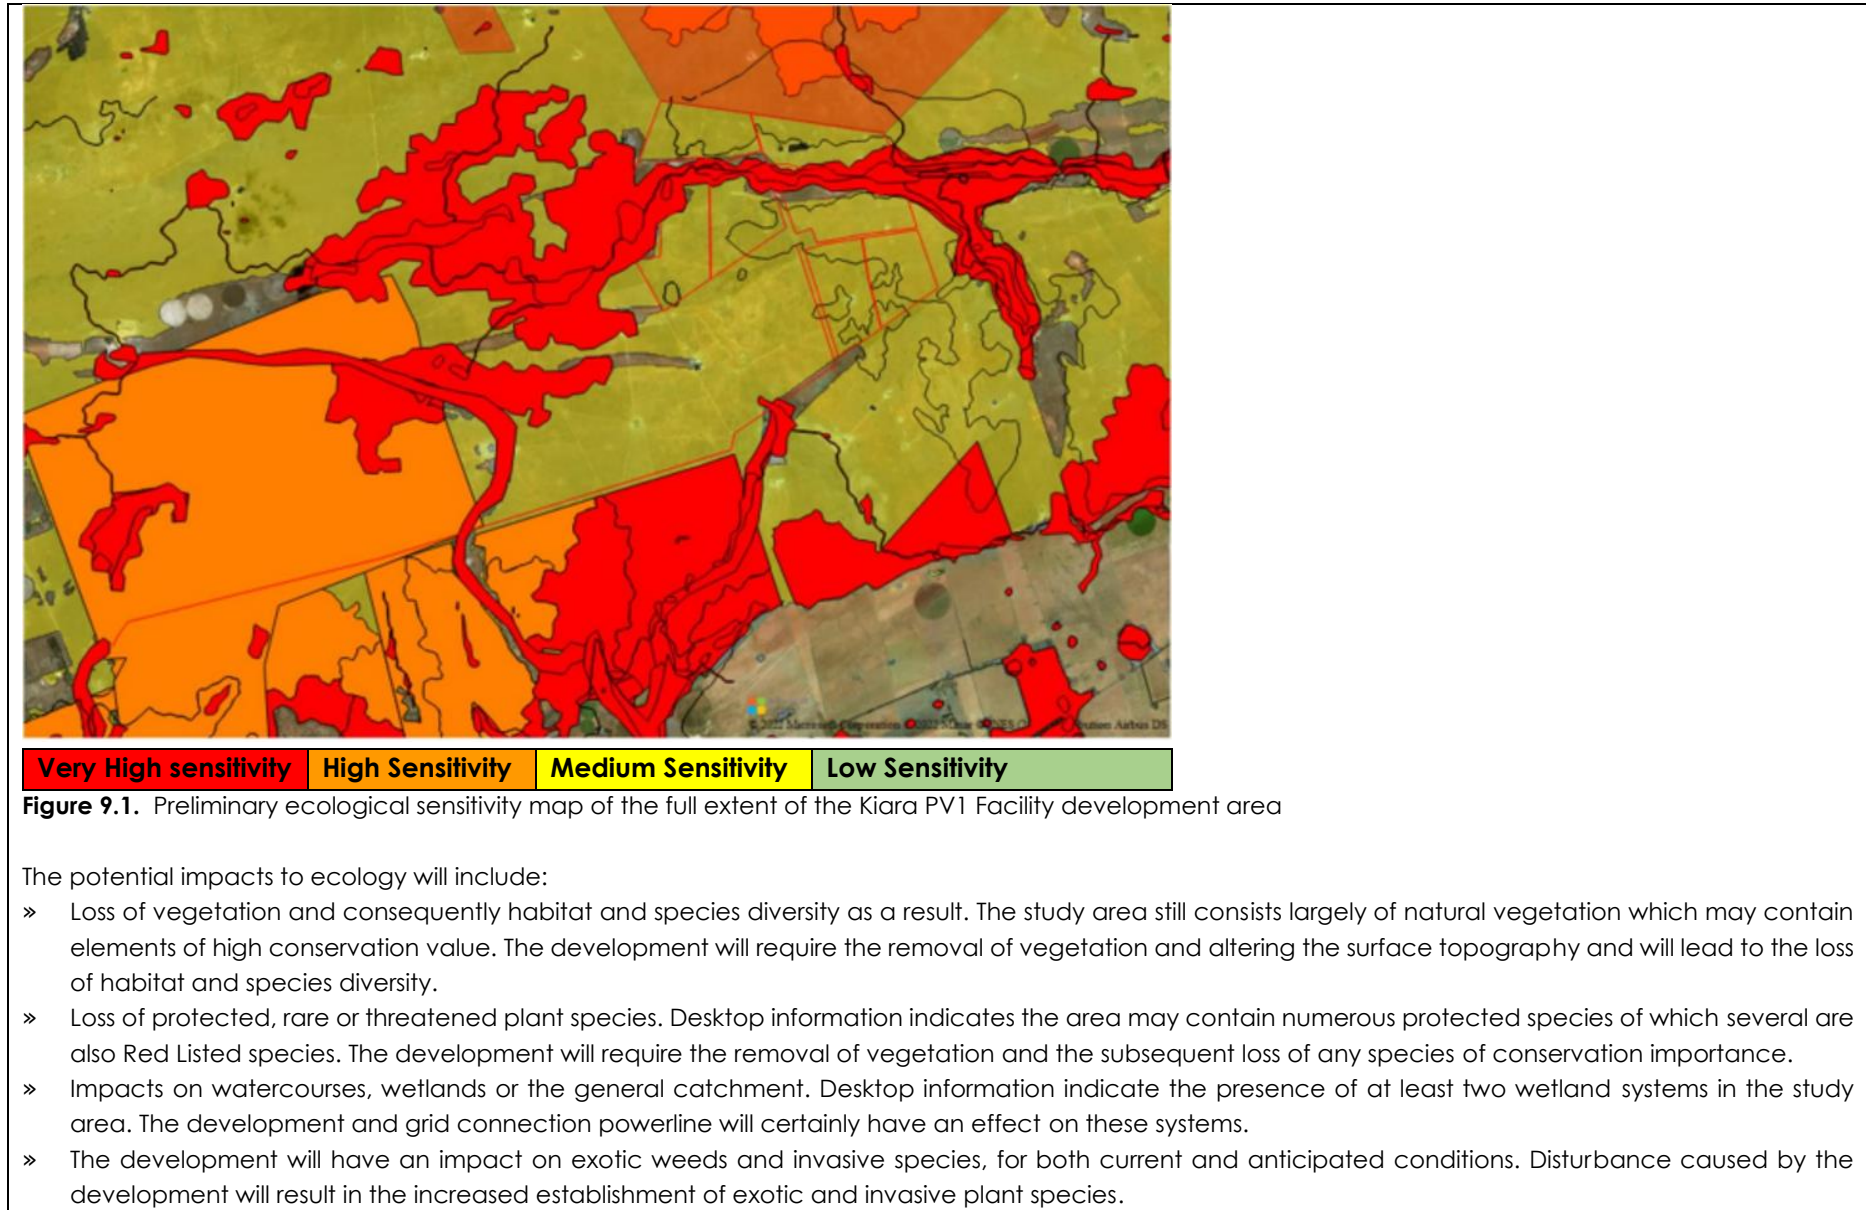 © 2022 Microsoft Corporation © 2022 Maxar © CNES Distribution Airbus DS
Very High sensitivity High Sensitivity Medium Sensitivity Low Sensitivity
Figure 9.1. Preliminary ecological sensitivity map of the full extent of the Kiara PV1 Facility development area
The potential impacts to ecology will include:
» Loss of vegetation and consequently habitat and species diversity as a result. The study area still consists largely of natural vegetation which may contain
elements of high conservation value. The development will require the removal of vegetation and altering the surface topography and will lead to the loss
of habitat and species diversity.
» Loss of protected, rare or threatened plant species. Desktop information indicates the area may contain numerous protected species of which several are
also Red Listed species. The development will require the removal of vegetation and the subsequent loss of any species of conservation importance.
» Impacts on watercourses, wetlands or the general catchment. Desktop information indicate the presence of at least two wetland systems in the study
area. The development and grid connection powerline will certainly have an effect on these systems.
» The development will have an impact on exotic weeds and invasive species, for both current and anticipated conditions. Disturbance caused by the
development will result in the increased establishment of exotic and invasive plant species.